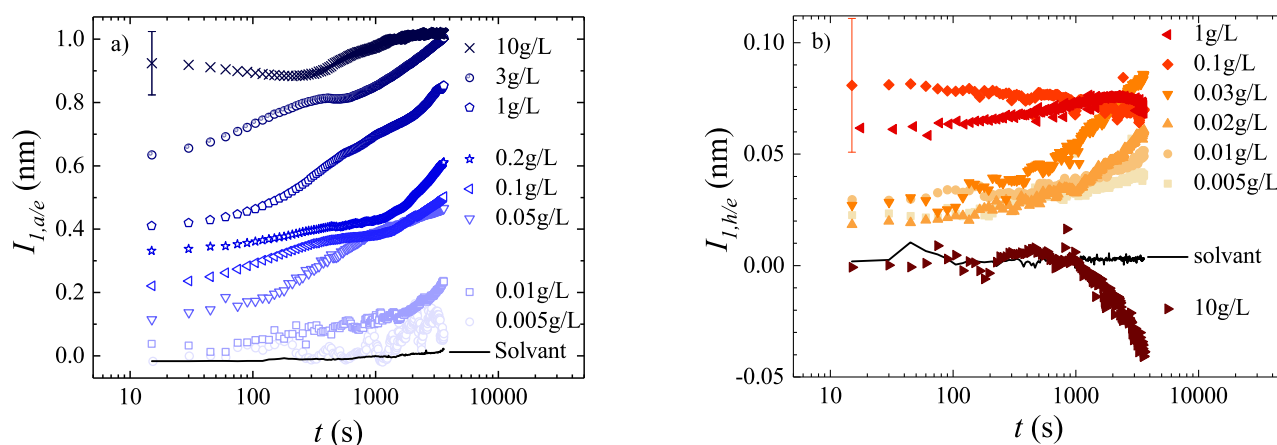 a)
1.0
0.8
0.6
0.4
0.2
0.0
I1,a/e (nm)
10g/L
3g/L
1g/L
0.2g/L
0.1g/L
0.05g/L
0.01g/L
0.005g/L
Solvant
10 100 1000 10000
t (s)
b)
0.10
0.05
0.00
-0.05
I1,h/e (nm)
1g/L
0.1g/L
0.03g/L
0.02g/L
0.01g/L
0.005g/L
solvant
10g/L
10 100 1000 10000
t (s)